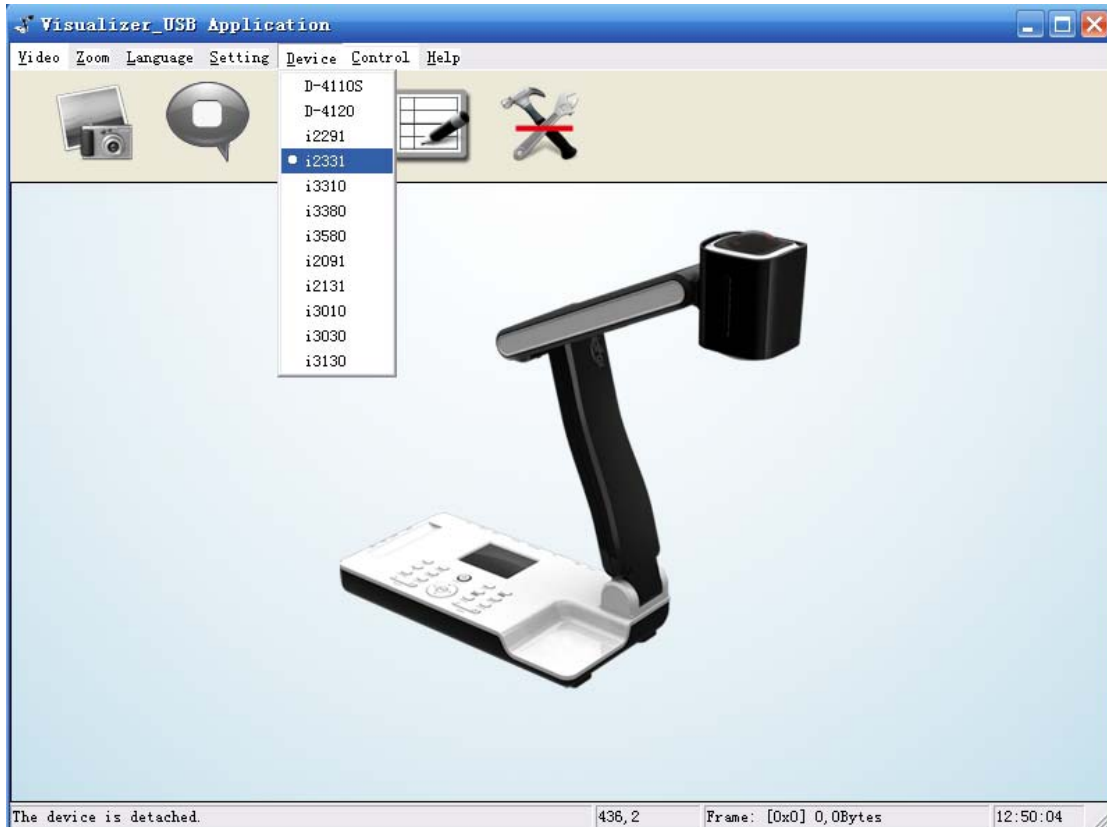 Visualizer_USB Application
Video Zoom Language Setting Device Control Help
D-4110S
D-4120
i2291
i2331
i3310
i3380
i3580
i2091
i2131
i3010
i3030
i3130
The device is detached. 436,2 Frame: [0x0] 0,0Bytes 12:50:04